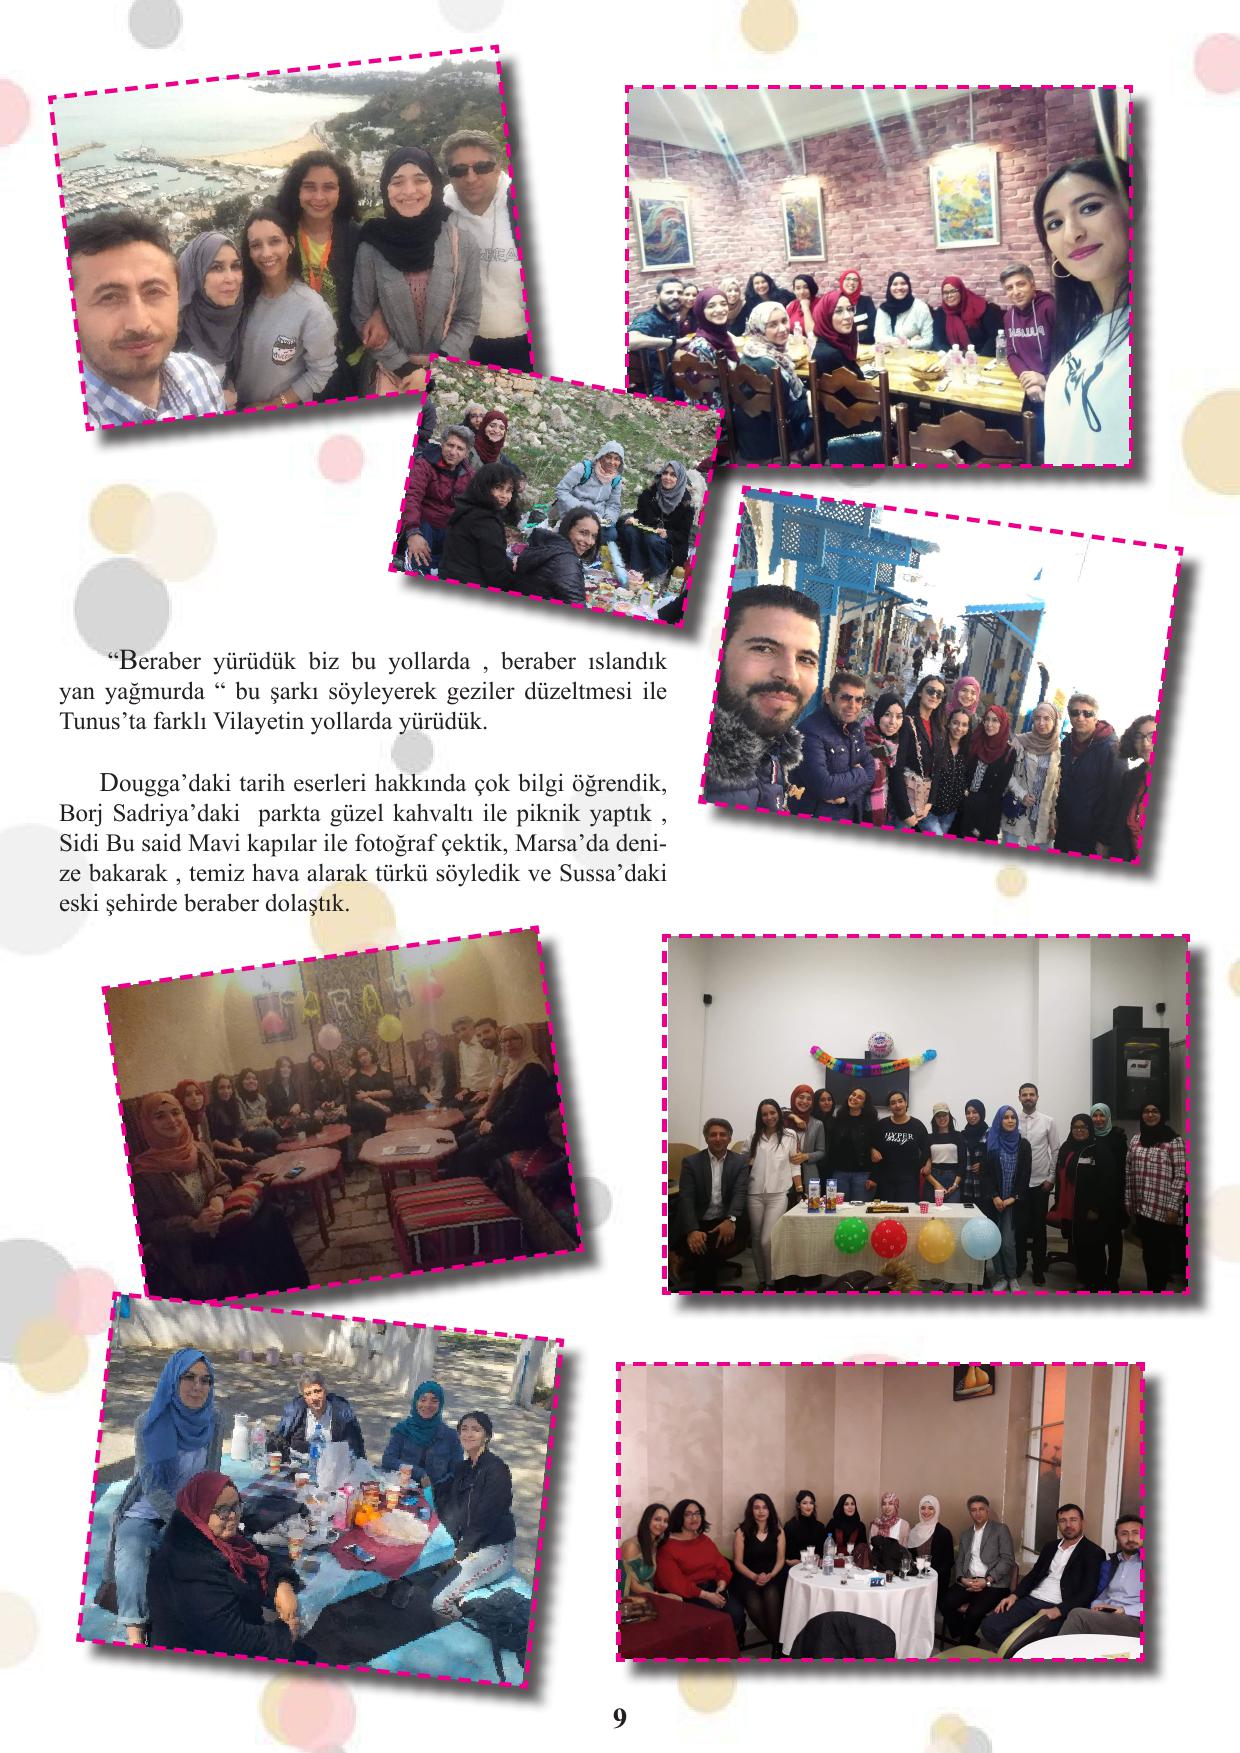 “Beraber yürüdük biz bu yollarda , beraber ıslandık
yan yağmurda “ bu şarkı söyleyerek geziler düzeltmesi ile
Tunus’ta farklı Vilayetin yollarda yürüdük.
Dougga’daki tarih eserleri hakkında çok bilgi öğrendik,
Borj Sadriya’daki parkta güzel kahvaltı ile piknik yaptık ,
Sidi Bu said Mavi kapılar ile fotoğraf çektik, Marsa’da deni-
ze bakarak , temiz hava alarak türkü söyledik ve Sussa’daki
eski şehirde beraber dolaştık.
FARAH
HYPER
9